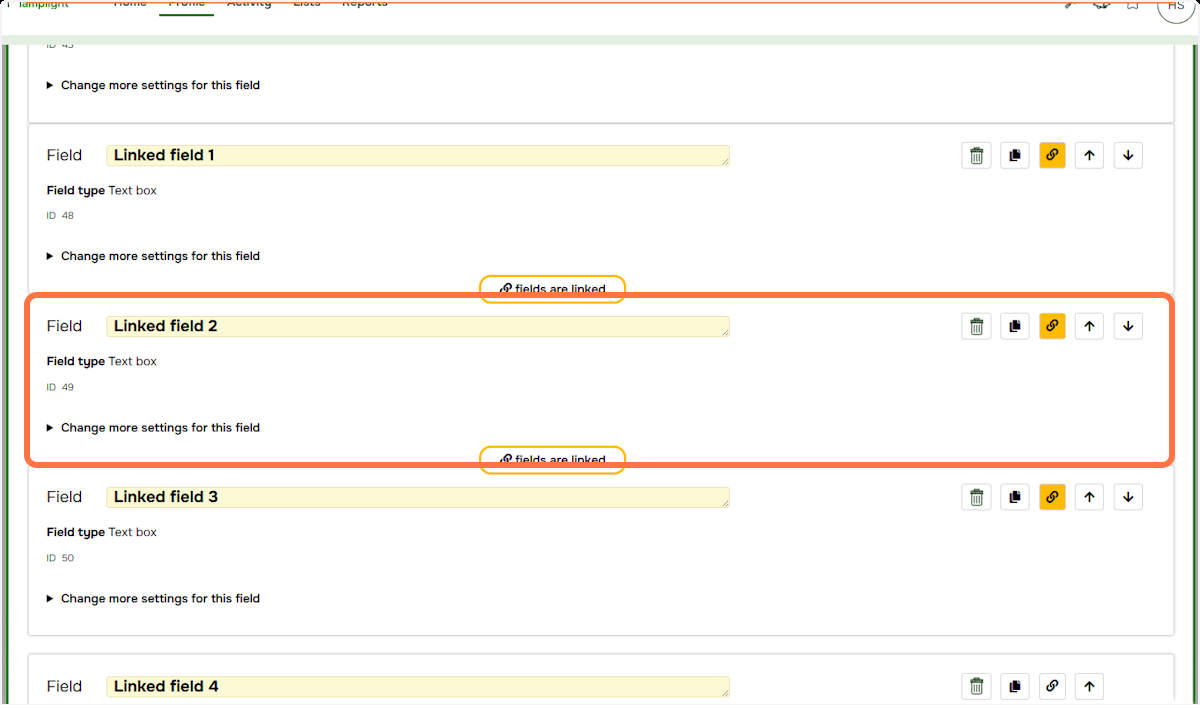 lamplight Home Profile Activity Lists Reports HS
ID 43
Change more settings for this field
Field Linked field 1
Field type Text box
ID 48
Change more settings for this field
fields are linked
Field Linked field 2
Field type Text box
ID 49
Change more settings for this field
fields are linked
Field Linked field 3
Field type Text box
ID 50
Change more settings for this field
Field Linked field 4